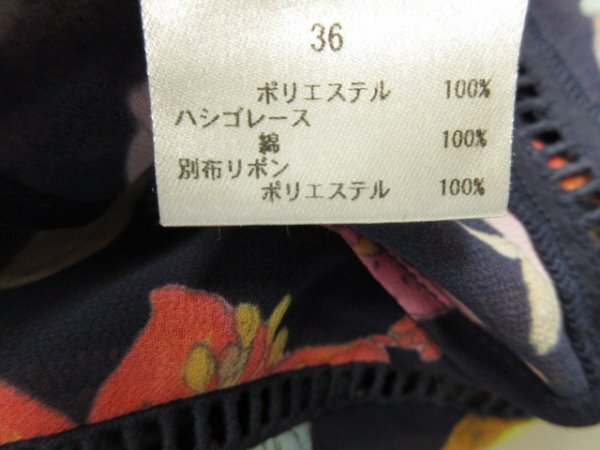 36
ポリエステル 100%
ハシゴレース
綿 100%
別布リボン
ポリエステル 100%